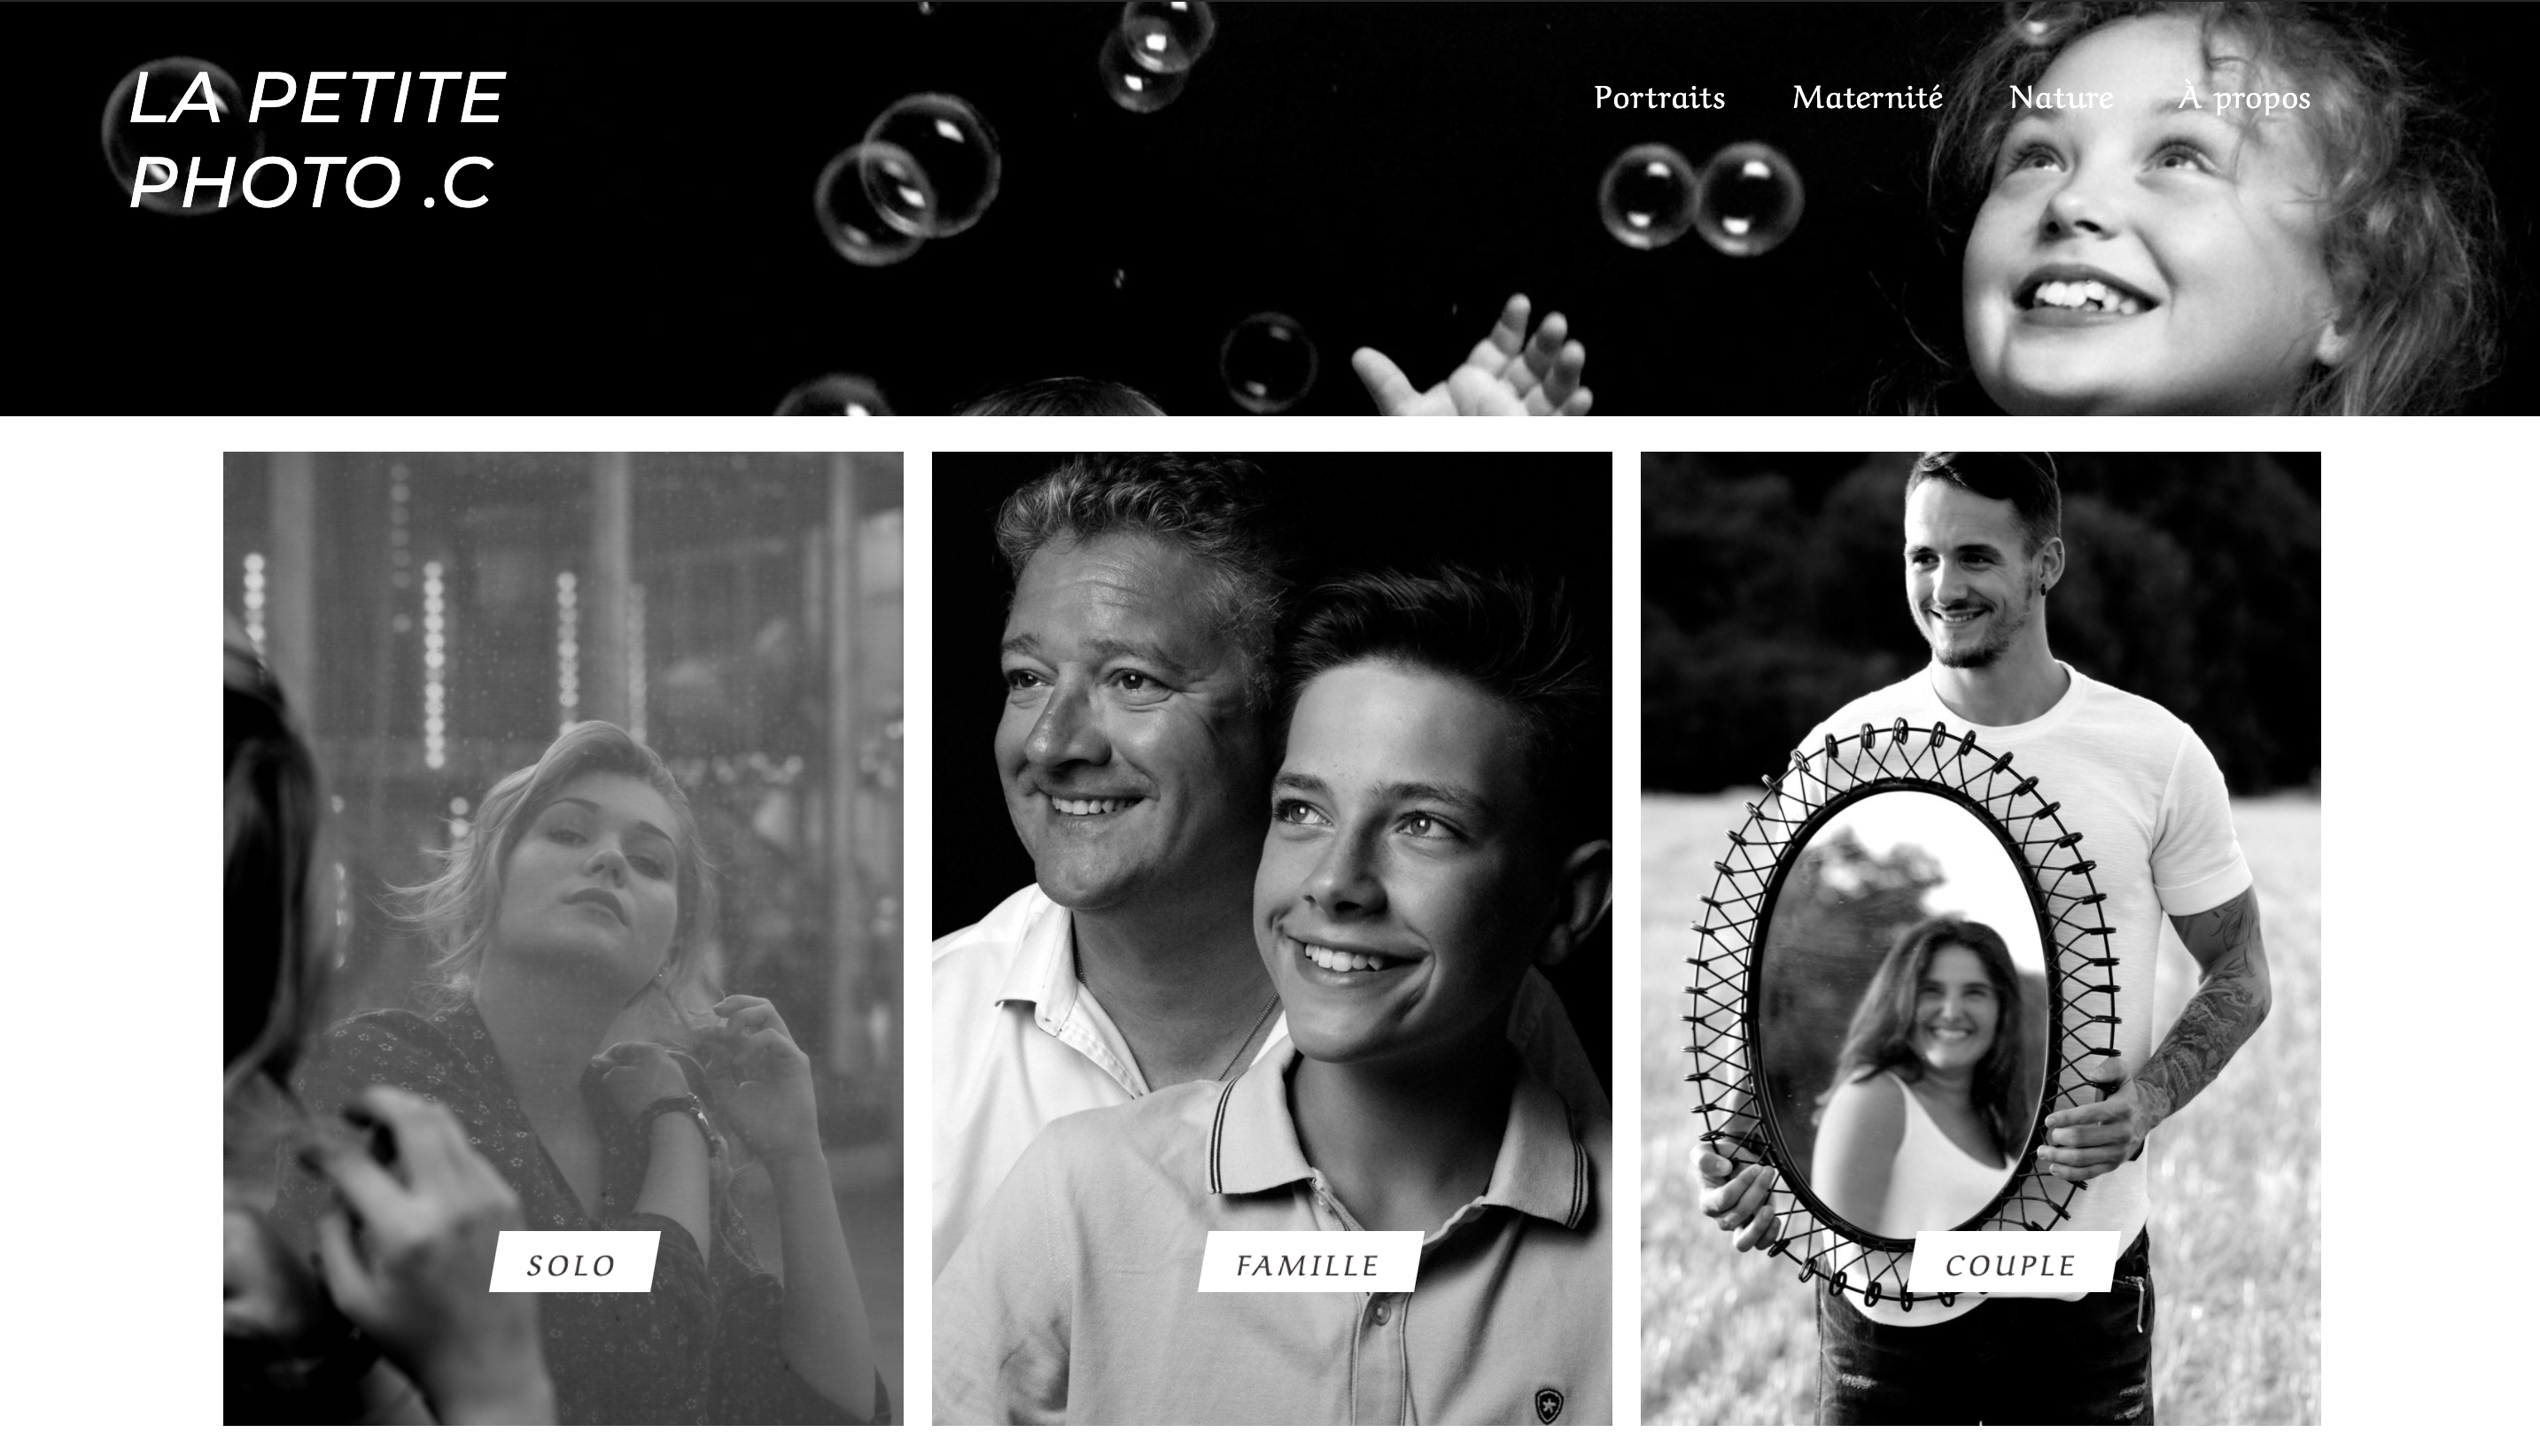 LA PETITE
PHOTO .C
Portraits Maternité Nature À propos
SOLO
FAMILLE
COUPLE